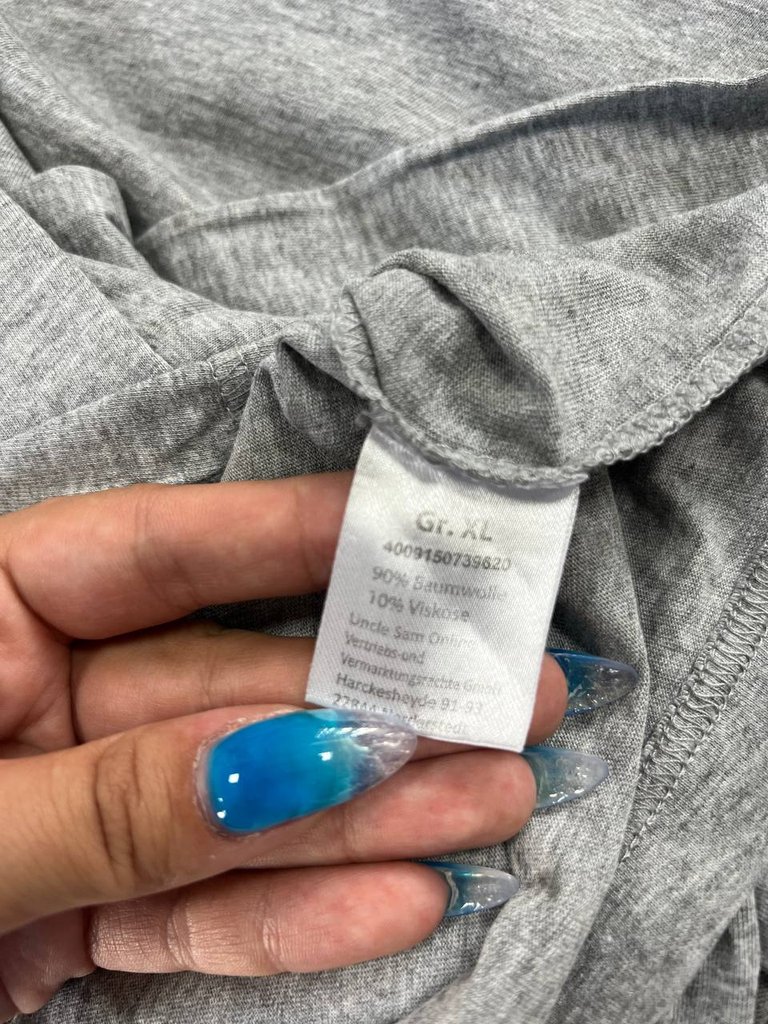 Gr. XL
4009150739620
90% Baumwolle
10% Viskose
Uncle Sam Online
Vertriebs-und
Vermarktungsrechte GmbH
Harckesheyde 91-93